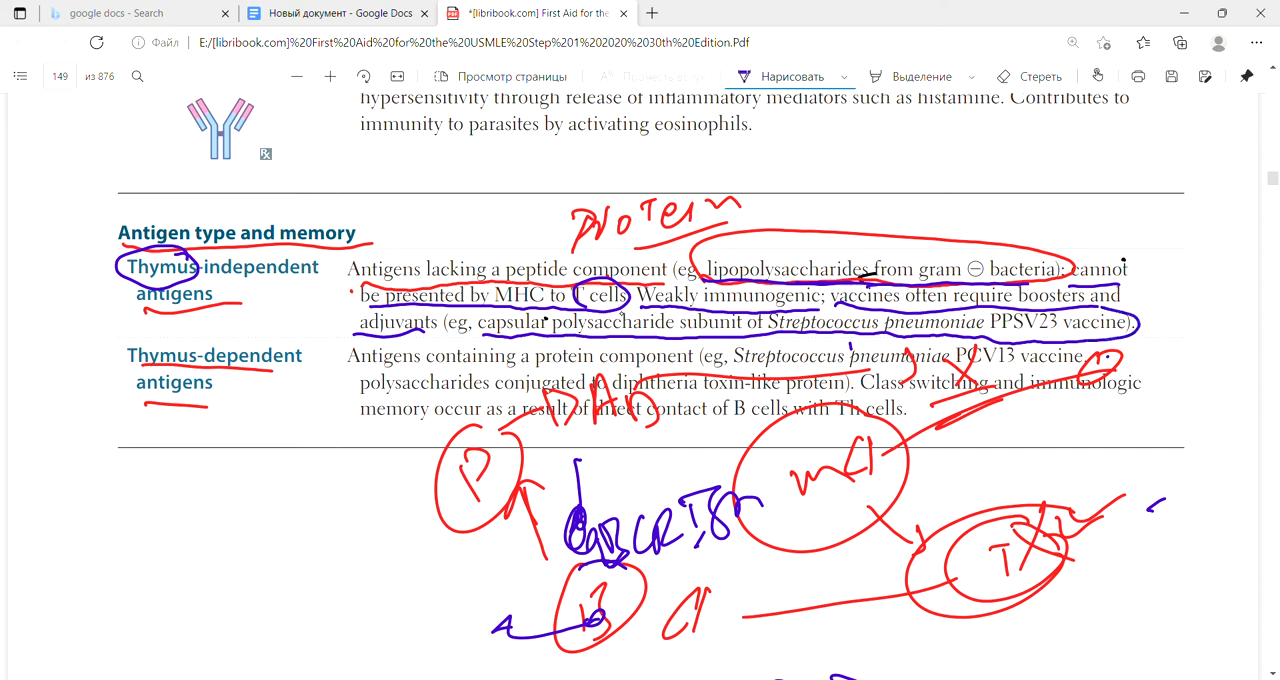 google docs - Search
Новый документ - Google Docs
*[libribook.com] First Aid for the
Файл
E:/[libribook.com]%20First%20Aid%20for%20the%20USMLE%20Step%201%202020%2030th%20Edition.Pdf
149 из 876
Просмотр страницы
Прочесть вслух
Нарисовать
Выделение
Стереть
hypersensitivity through release of inflammatory mediators such as histamine. Contributes to
immunity to parasites by activating eosinophils.
Antigen type and memory
ProTein
Thymus-independent
antigens
Antigens lacking a peptide component (eg, lipopolysaccharides from gram ⊖ bacteria); cannot
be presented by MHC to T cells. Weakly immunogenic; vaccines often require boosters and
adjuvants (eg, capsular polysaccharide subunit of Streptococcus pneumoniae PPSV23 vaccine).
Thymus-dependent
antigens
Antigens containing a protein component (eg, Streptococcus pneumoniae PCV13 vaccine,
polysaccharides conjugated to diphtheria toxin-like protein). Class switching and immunologic
memory occur as a result of direct contact of B cells with Th cells.
P
B
T